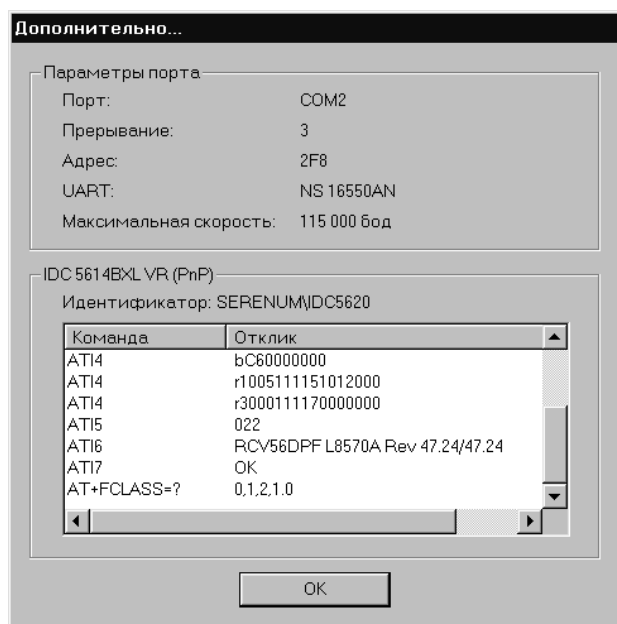 Дополнительно...
Параметры порта
Порт: COM2
Прерывание: 3
Адрес: 2F8
UART: NS 16550AN
Максимальная скорость: 115 000 бод
IDC 5614BXL VR (PnP)
Идентификатор: SERENUM\IDC5620
Команда Отклик
ATI4 bC60000000
ATI4 r1005111151012000
ATI4 r3000111170000000
ATI5 022
ATI6 RCV56DPF L8570A Rev 47.24/47.24
ATI7 OK
AT+FCLASS=? 0,1,2,1.0
OK